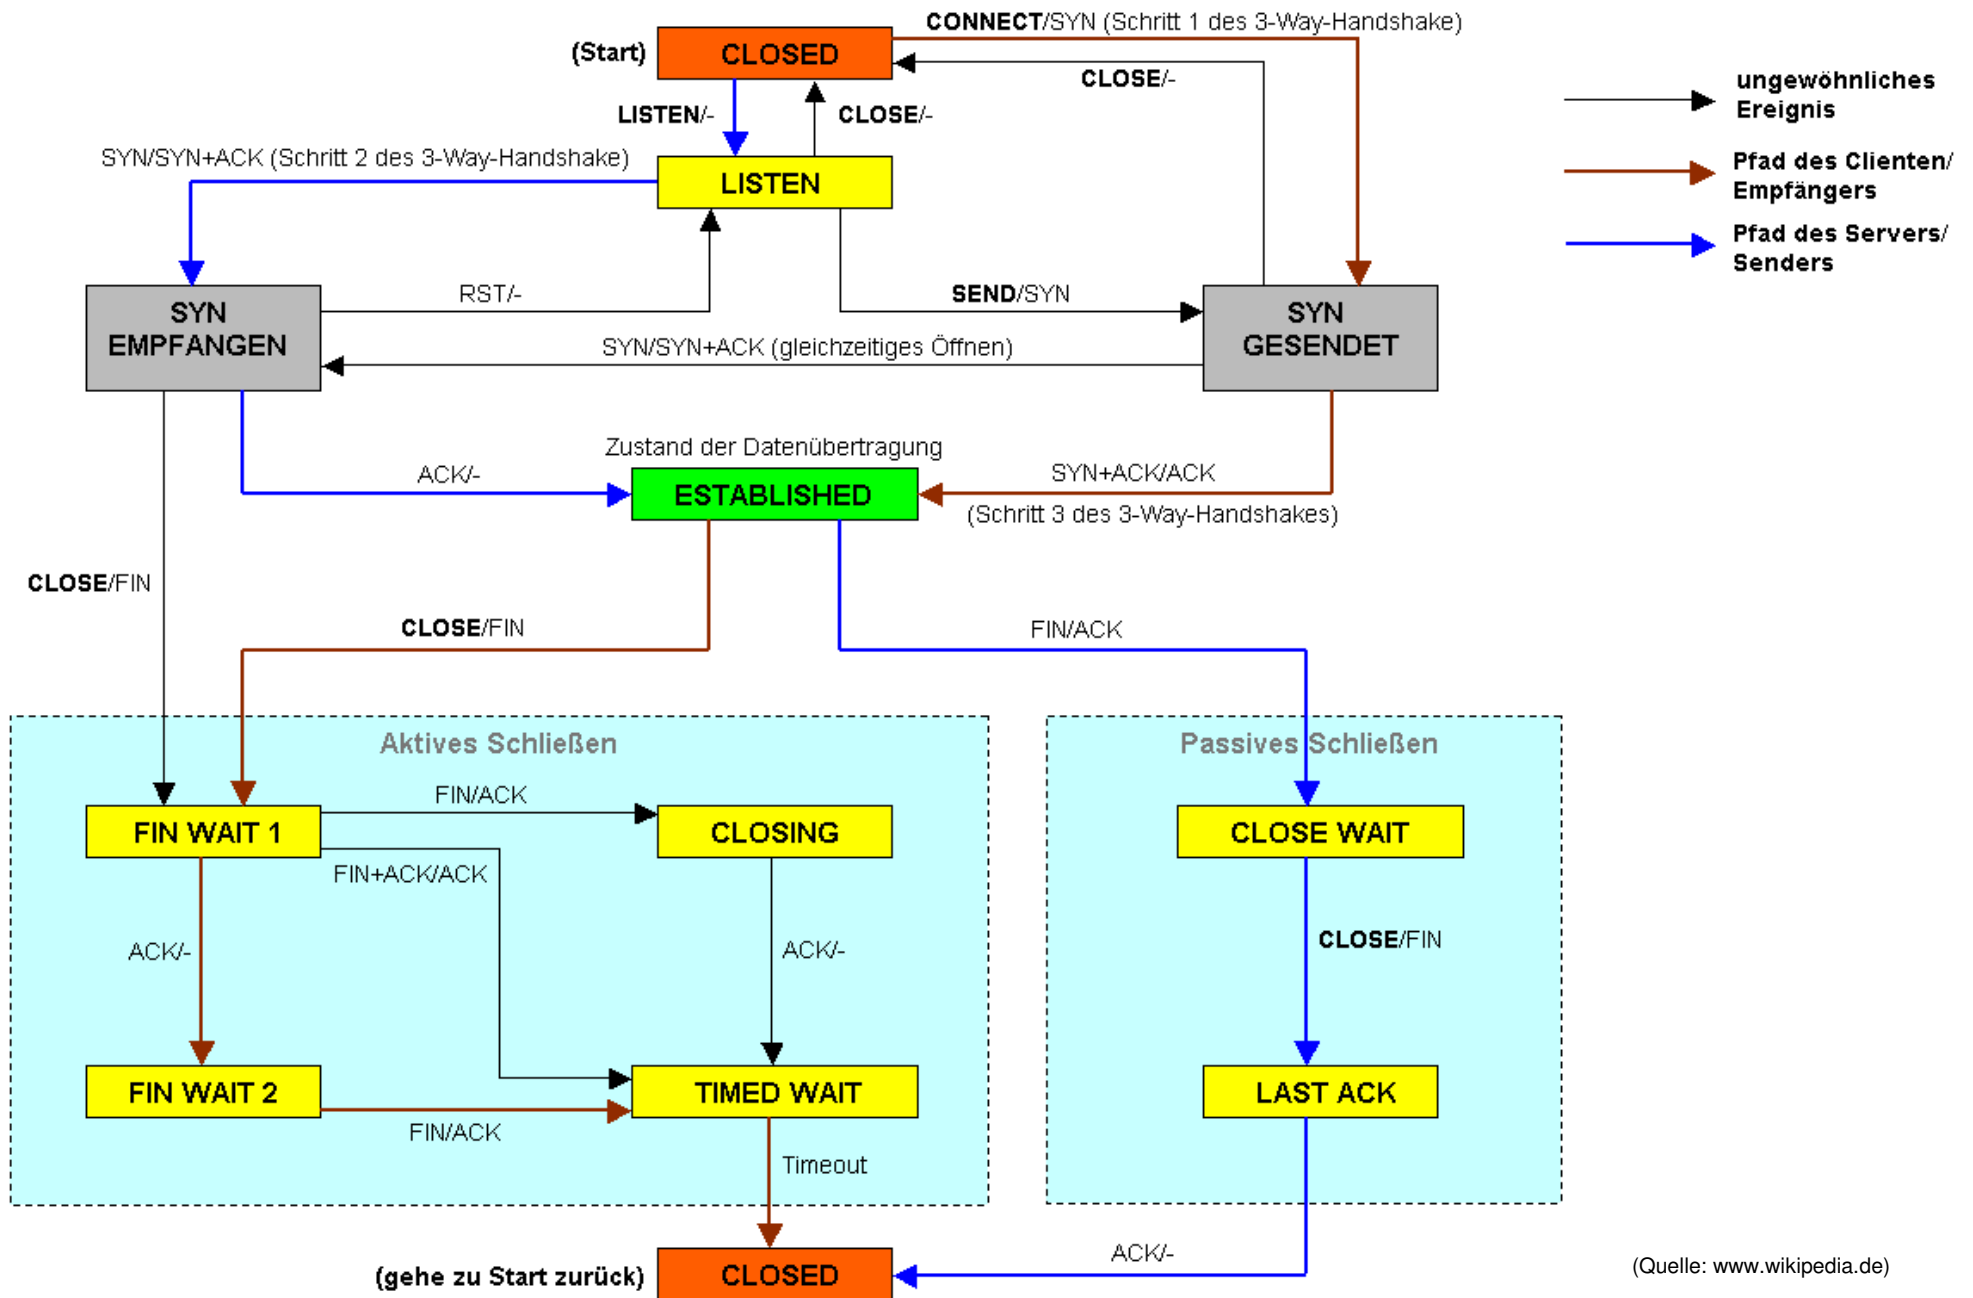 CONNECT/SYN (Schritt 1 des 3-Way-Handshake)
(Start)
CLOSED
CLOSE/-
LISTEN/-
CLOSE/-
ungewöhnliches
Ereignis
SYN/SYN+ACK (Schritt 2 des 3-Way-Handshake)
LISTEN
Pfad des Clienten/
Empfängers
Pfad des Servers/
Senders
SYN
EMPFANGEN
RST/-
SEND/SYN
SYN
GESENDET
SYN/SYN+ACK (gleichzeitiges Öffnen)
Zustand der Datenübertragung
ACK/-
ESTABLISHED
SYN+ACK/ACK
(Schritt 3 des 3-Way-Handshakes)
CLOSE/FIN
CLOSE/FIN
FIN/ACK
Aktives Schließen
Passives Schließen
FIN WAIT 1
FIN/ACK
CLOSING
CLOSE WAIT
FIN+ACK/ACK
ACK/-
ACK/-
CLOSE/FIN
FIN WAIT 2
TIMED WAIT
LAST ACK
FIN/ACK
Timeout
(gehe zu Start zurück)
CLOSED
ACK/-
(Quelle: www.wikipedia.de)